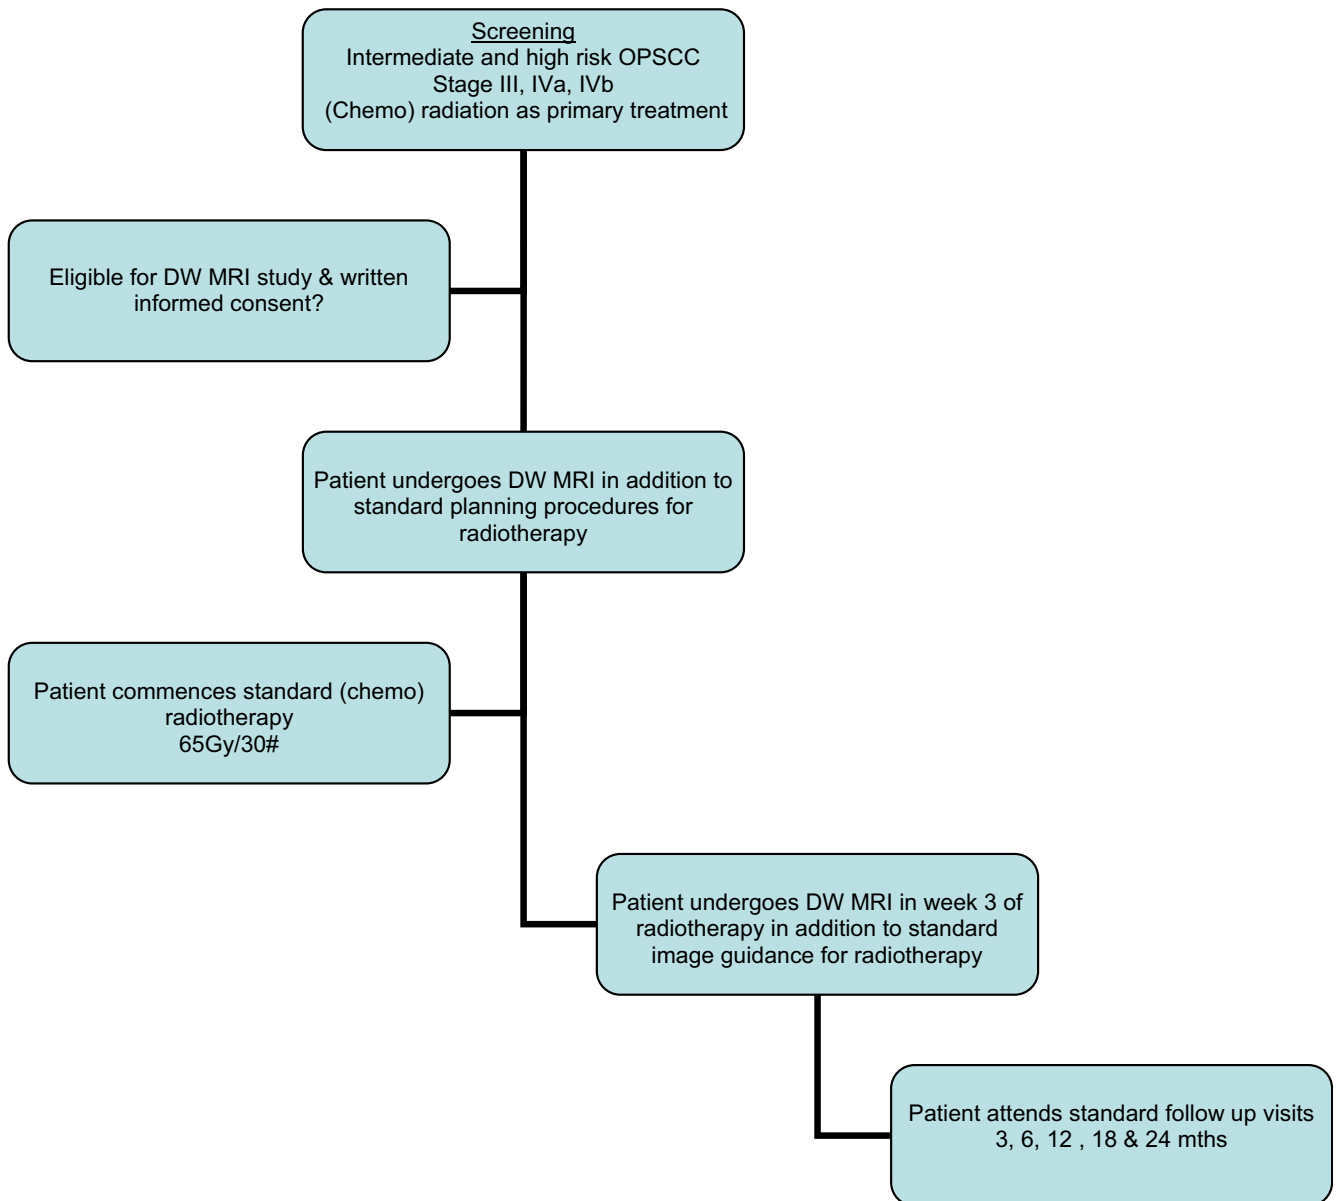 Screening
Intermediate and high risk OPSCC
Stage III, IVa, IVb
(Chemo) radiation as primary treatment
Eligible for DW MRI study & written
informed consent?
Patient undergoes DW MRI in addition to
standard planning procedures for
radiotherapy
Patient commences standard (chemo)
radiotherapy
65Gy/30#
Patient undergoes DW MRI in week 3 of
radiotherapy in addition to standard
image guidance for radiotherapy
Patient attends standard follow up visits
3, 6, 12 , 18 & 24 mths